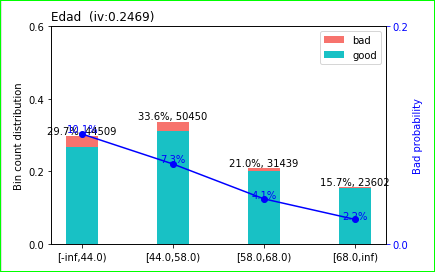 Edad (iv:0.2469)
0.6
0.4
0.2
0.0
Bin count distribution
bad
good
29.7%, 44509
33.6%, 50450
21.0%, 31439
15.7%, 23602
10.1%
7.3%
4.1%
2.2%
0.2
0.0
Bad probability
[-inf,44.0)
[44.0,58.0)
[58.0,68.0)
[68.0,inf)